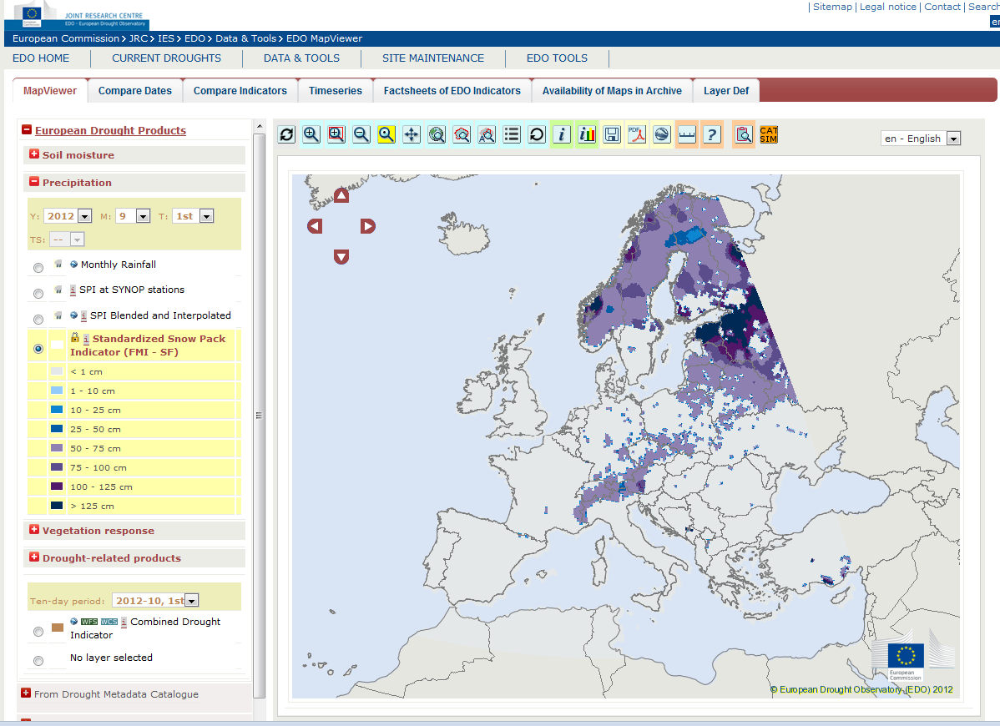 Sitemap | Legal notice | Contact | Search
JOINT RESEARCH CENTRE
EDO - European Drought Observatory
en
European Commission > JRC > IES > EDO > Data & Tools > EDO MapViewer
EDO HOME
CURRENT DROUGHTS
DATA & TOOLS
SITE MAINTENANCE
EDO TOOLS
MapViewer
Compare Dates
Compare Indicators
Timeseries
Factsheets of EDO Indicators
Availability of Maps in Archive
Layer Def
European Drought Products
Soil moisture
Precipitation
Y: 2012 M: 9 T: 1st
TS: --
Monthly Rainfall
i SPI at SYNOP stations
i SPI Blended and Interpolated
i Standardized Snow Pack
Indicator (FMI - SF)
< 1 cm
1 - 10 cm
10 - 25 cm
25 - 50 cm
50 - 75 cm
75 - 100 cm
100 - 125 cm
> 125 cm
Vegetation response
Drought-related products
Ten-day period: 2012-10, 1st
WFS WCS i Combined Drought
Indicator
No layer selected
From Drought Metadata Catalogue
i i PDF ? CAT
SIM
en - English
European
Commission
© European Drought Observatory (EDO) 2012